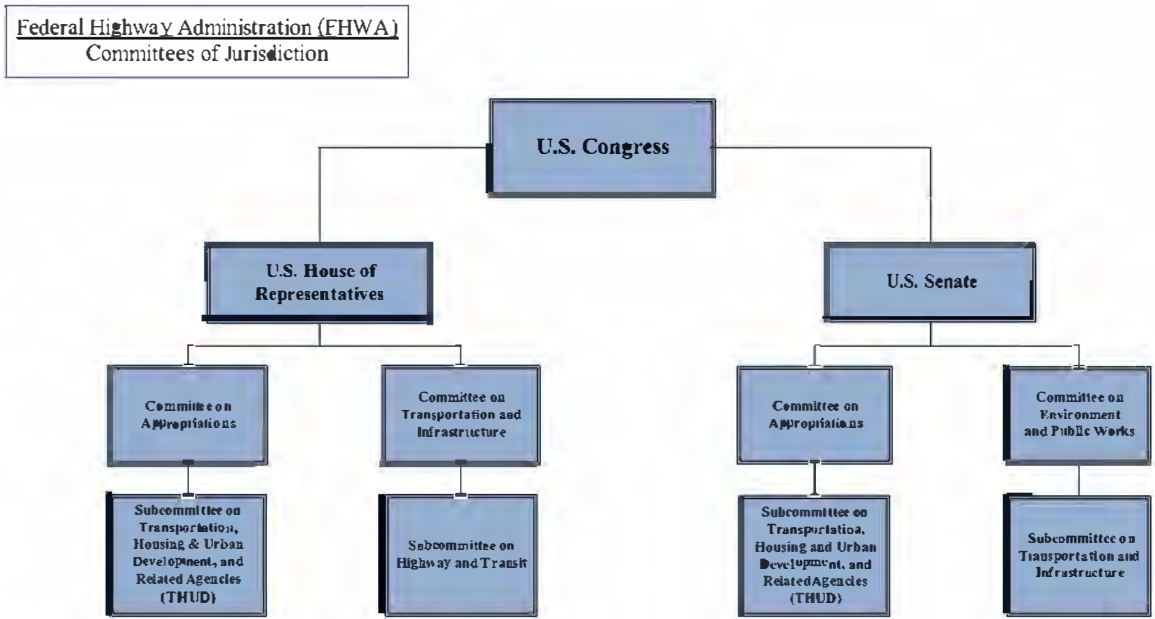 Federal Highway Administration (FHWA)
Committees of Jurisdiction
U.S. Congress
U.S. House of
Representatives
U.S. Senate
Committee on
Appropriations
Committee on
Transportation and
Infrastructure
Committee on
Appropriations
Committee on
Environment
and Public Works
Subcommittee on
Transportation,
Housing & Urban
Development, and
Related Agencies
(THUD)
Subcommittee on
Highway and Transit
Subcommittee on
Transportation,
Housing and Urban
Development, and
Related Agencies
(THUD)
Subcommittee on
Transportation and
Infrastructure